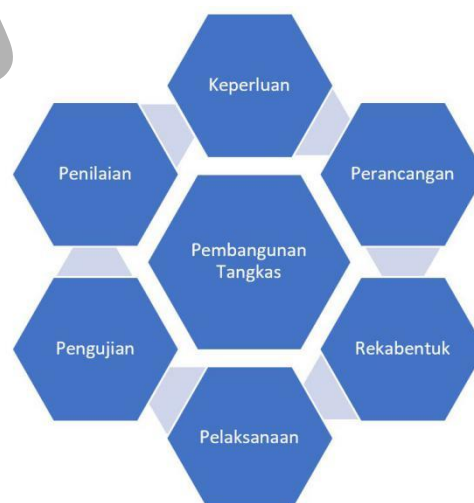 Keperluan
Penilaian
Perancangan
Pembangunan
Tangkas
Pengujian
Rekabentuk
Pelaksanaan